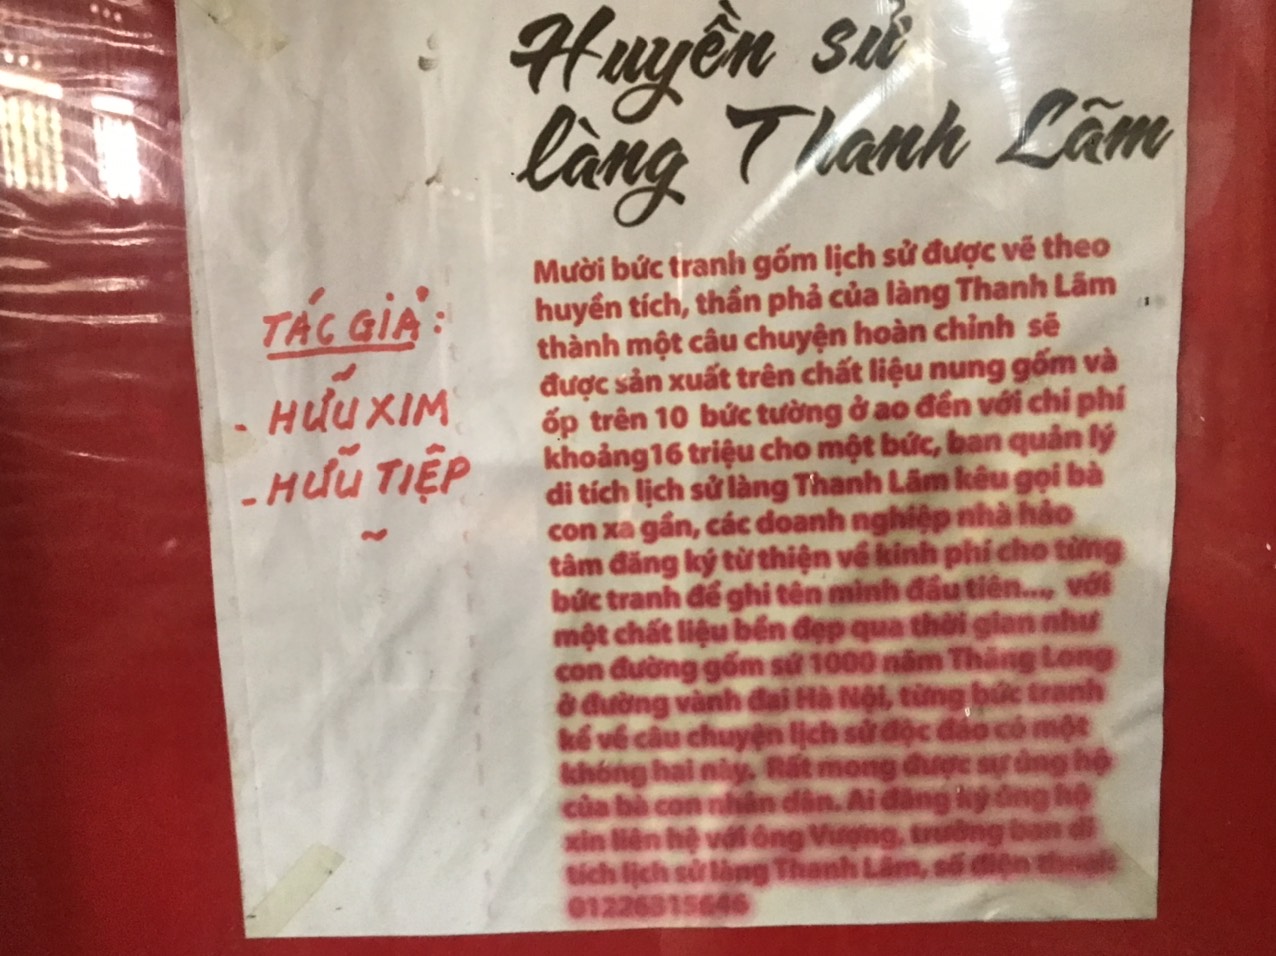 Huyền sử
làng Thanh Lãm
TÁC GIẢ:
- HỮU XIM
- HỮU TIỆP
~
Mười bức tranh gốm lịch sử được vẽ theo
huyền tích, thần phả của làng Thanh Lãm
thành một câu chuyện hoàn chỉnh sẽ
được sản xuất trên chất liệu nung gốm và
ốp trên 10 bức tường ở ao đền với chi phí
khoảng16 triệu cho một bức, ban quản lý
di tích lịch sử làng Thanh Lãm kêu gọi bà
con xa gần, các doanh nghiệp nhà hảo
tâm đăng ký từ thiện về kinh phí cho từng
bức tranh để ghi tên mình đầu tiên..., với
một chất liệu bền đẹp qua thời gian như
con đường gốm sứ 1000 năm Thăng Long
ở đường vành đai Hà Nội, từng bức tranh
kể về câu chuyện lịch sử độc đáo có một
không hai này. Rất mong được sự ủng hộ
của bà con nhân dân. Ai đăng ký ủng hộ
xin liên hệ với ông Vượng, trưởng ban di
tích lịch sử làng Thanh Lãm, số điện thoại:
01226315646